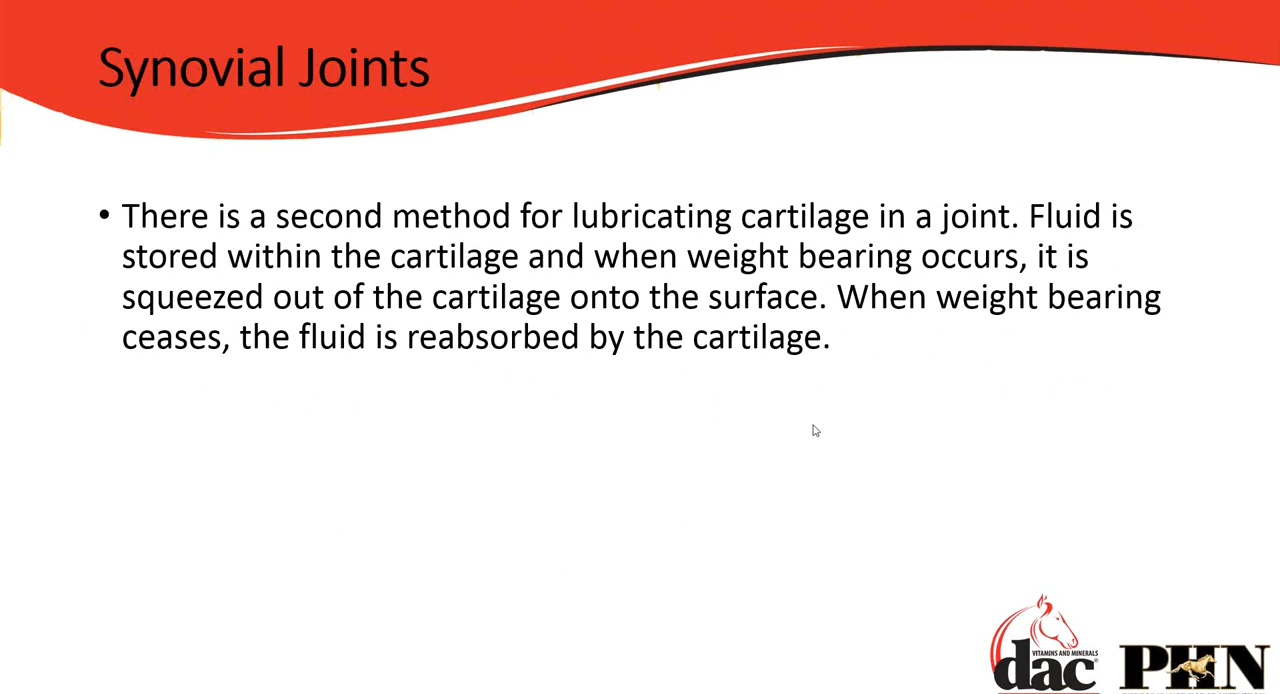 Synovial Joints
• There is a second method for lubricating cartilage in a joint. Fluid is
stored within the cartilage and when weight bearing occurs, it is
squeezed out of the cartilage onto the surface. When weight bearing
ceases, the fluid is reabsorbed by the cartilage.
VITAMINS AND MINERALS
dac®
PHN